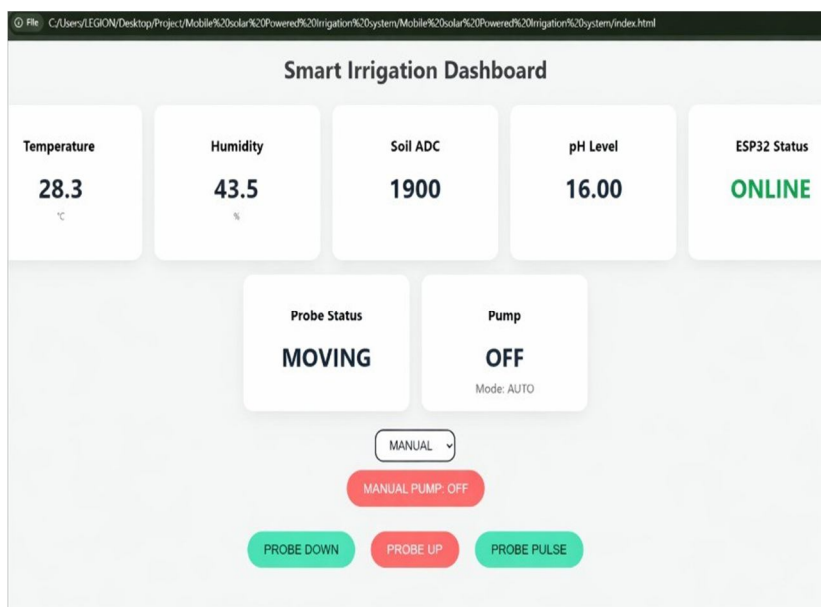 File C:/Users/LEGION/Desktop/Project/Mobile%20solar%20Powered%20Irrigation%20system/Mobile%20solar%20Powered%20Irrigation%20system/index.html
Smart Irrigation Dashboard
Temperature Humidity Soil ADC pH Level ESP32 Status
28.3 43.5 1900 16.00 ONLINE
°C %
Probe Status Pump
MOVING OFF
Mode: AUTO
MANUAL
MANUAL PUMP: OFF
PROBE DOWN PROBE UP PROBE PULSE